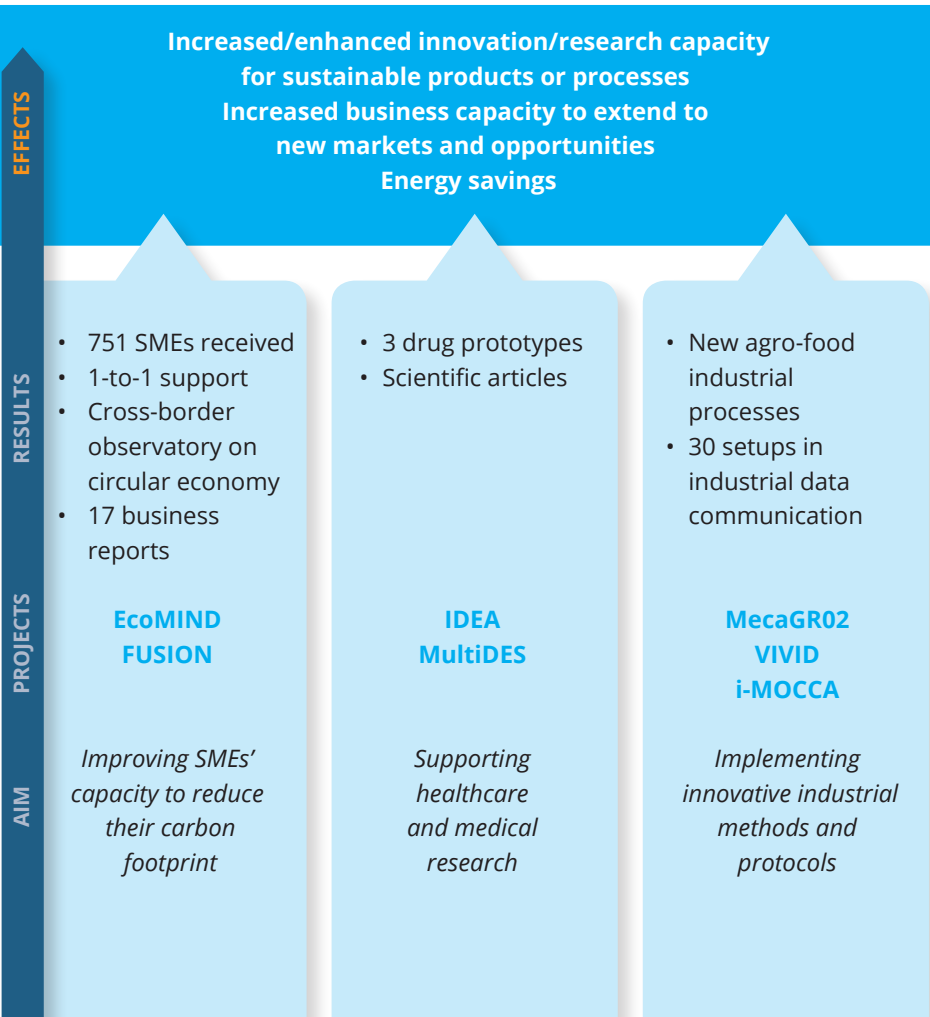 Increased/enhanced innovation/research capacity
for sustainable products or processes
Increased business capacity to extend to
new markets and opportunities
Energy savings
EFFECTS
RESULTS
• 751 SMEs received
• 1-to-1 support
• Cross-border
observatory on
circular economy
• 17 business
reports
• 3 drug prototypes
• Scientific articles
• New agro-food
industrial
processes
• 30 setups in
industrial data
communication
PROJECTS
EcoMIND
FUSION
IDEA
MultiDES
MecaGR02
VIVID
i-MOCCA
AIM
Improving SMEs’
capacity to reduce
their carbon
footprint
Supporting
healthcare
and medical
research
Implementing
innovative industrial
methods and
protocols